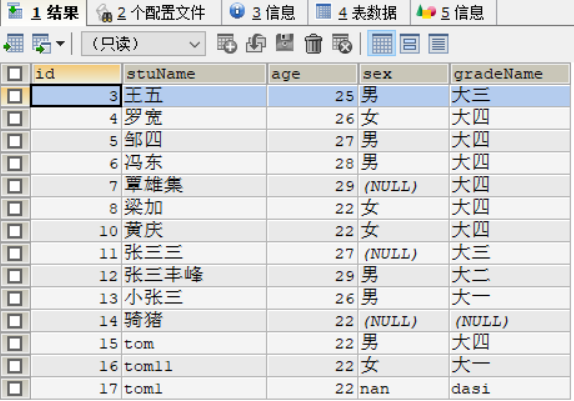 1 结果 2 个配置文件 3 信息 4 表数据 5 信息
（只读）
id stuName age sex gradeName
3 王五 25 男 大三
4 罗宽 26 女 大四
5 邹四 27 男 大四
6 冯东 28 男 大四
7 覃雄集 29 (NULL) 大四
8 梁加 22 女 大四
10 黄庆 22 女 大四
11 张三三 27 (NULL) 大三
12 张三丰峰 29 男 大二
13 小张三 26 男 大一
14 骑猪 22 (NULL) (NULL)
15 tom 22 男 大四
16 tom11 22 女 大一
17 tom1 22 nan dasi